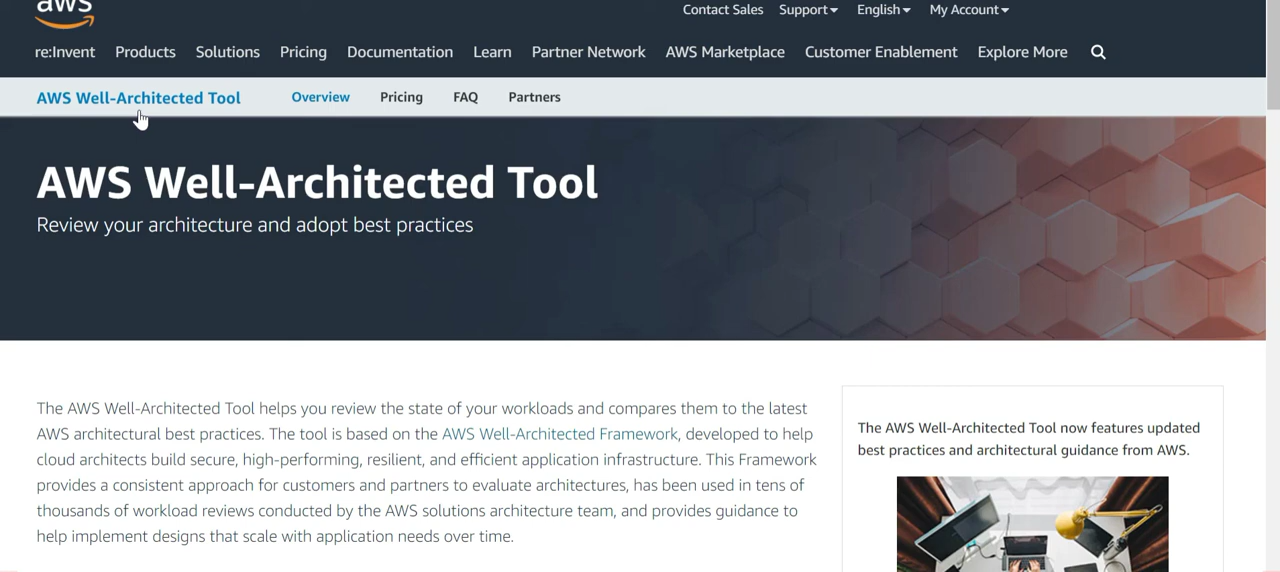 aws
Contact Sales Support English My Account
re:Invent Products Solutions Pricing Documentation Learn Partner Network AWS Marketplace Customer Enablement Explore More
AWS Well-Architected Tool Overview Pricing FAQ Partners
AWS Well-Architected Tool
Review your architecture and adopt best practices
The AWS Well-Architected Tool helps you review the state of your workloads and compares them to the latest
AWS architectural best practices. The tool is based on the AWS Well-Architected Framework, developed to help
cloud architects build secure, high-performing, resilient, and efficient application infrastructure. This Framework
provides a consistent approach for customers and partners to evaluate architectures, has been used in tens of
thousands of workload reviews conducted by the AWS solutions architecture team, and provides guidance to
help implement designs that scale with application needs over time.
The AWS Well-Architected Tool now features updated
best practices and architectural guidance from AWS.